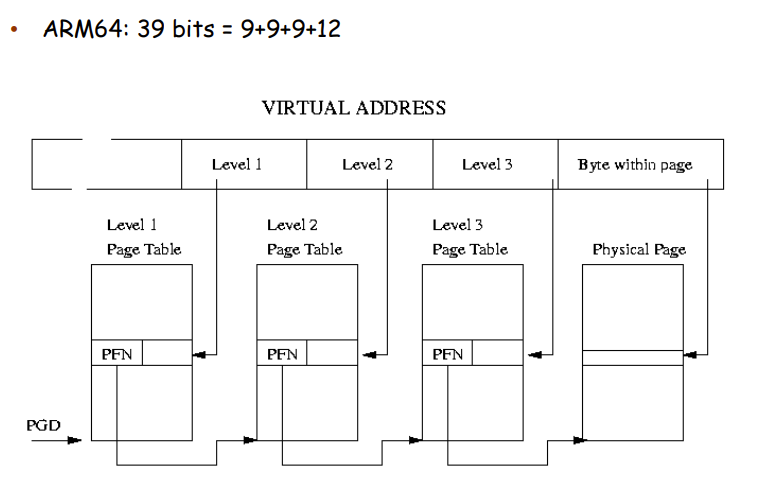 • ARM64: 39 bits = 9+9+9+12
VIRTUAL ADDRESS
Level 1 Level 2 Level 3 Byte within page
Level 1 Level 2 Level 3
Page Table Page Table Page Table Physical Page
PFN PFN PFN
PGD